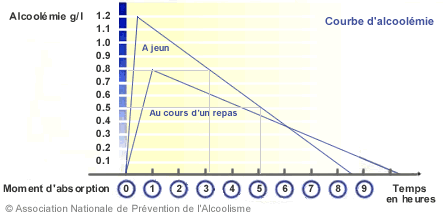 Alcoolémie g/l
Courbe d'alcoolémie
1.2
1.1
1.0
0.9
0.8
0.7
0.6
0.5
0.4
0.3
0.2
0.1
A jeun
Au cours d'un repas
Moment d'absorption 0 1 2 3 4 5 6 7 8 9 Temps
en heures
© Association Nationale de Prévention de l'Alcoolisme